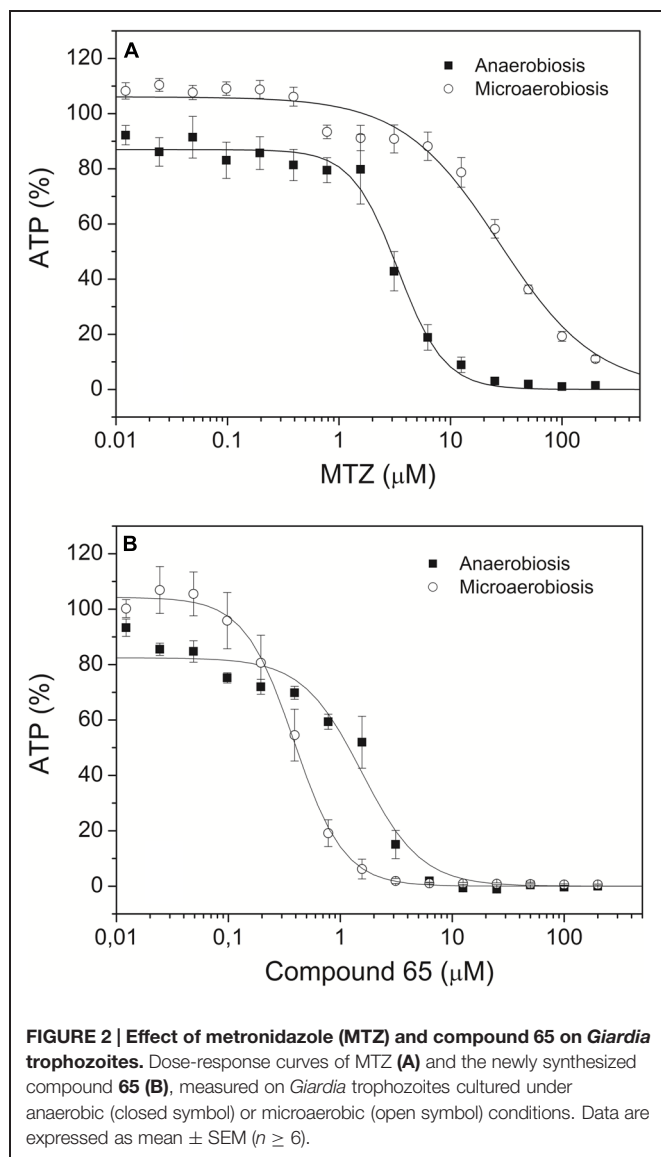 A
Anaerobiosis
Microaerobiosis
120
100
80
60
40
20
0
ATP (%)
0.01 0.1 1 10 100
MTZ (μM)
B
Anaerobiosis
Microaerobiosis
120
100
80
60
40
20
0
ATP (%)
0,01 0,1 1 10 100
Compound 65 (μM)
FIGURE 2 | Effect of metronidazole (MTZ) and compound 65 on Giardia
trophozoites. Dose-response curves of MTZ (A) and the newly synthesized
compound 65 (B), measured on Giardia trophozoites cultured under
anaerobic (closed symbol) or microaerobic (open symbol) conditions. Data are
expressed as mean ± SEM (n ≥ 6).